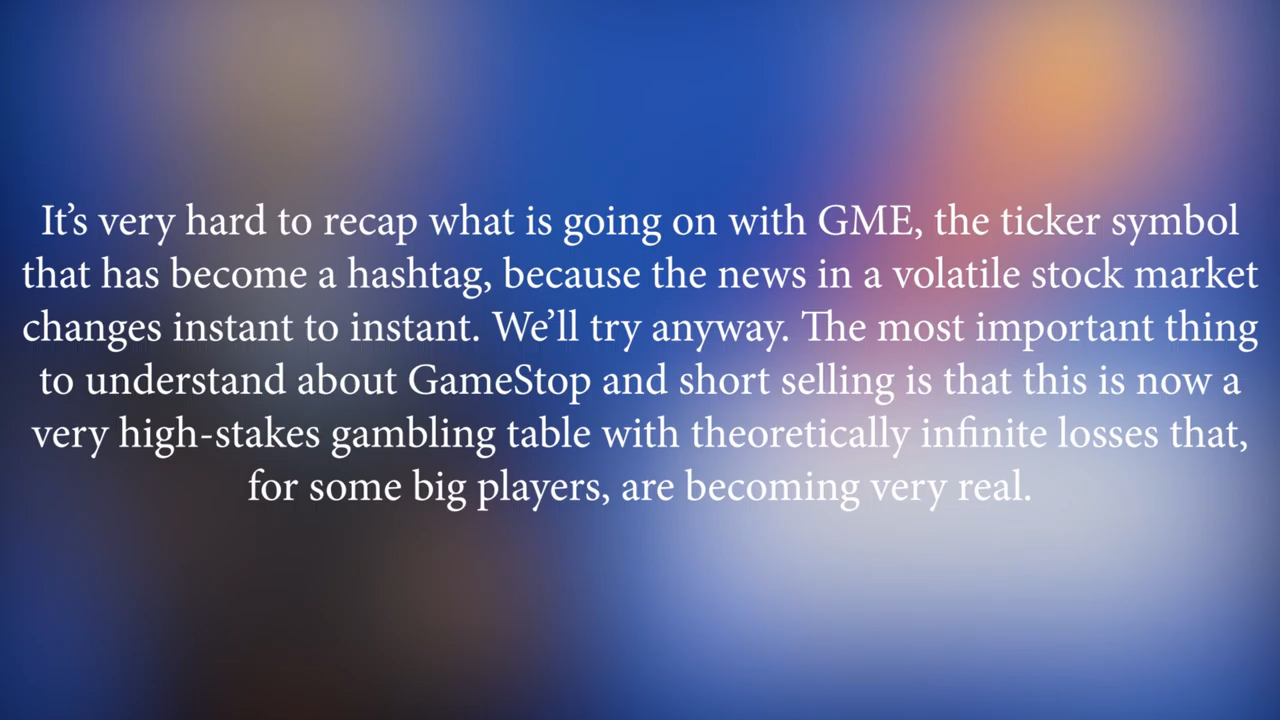 It’s very hard to recap what is going on with GME, the ticker symbol
that has become a hashtag, because the news in a volatile stock market
changes instant to instant. We’ll try anyway. The most important thing
to understand about GameStop and short selling is that this is now a
very high-stakes gambling table with theoretically infinite losses that,
for some big players, are becoming very real.